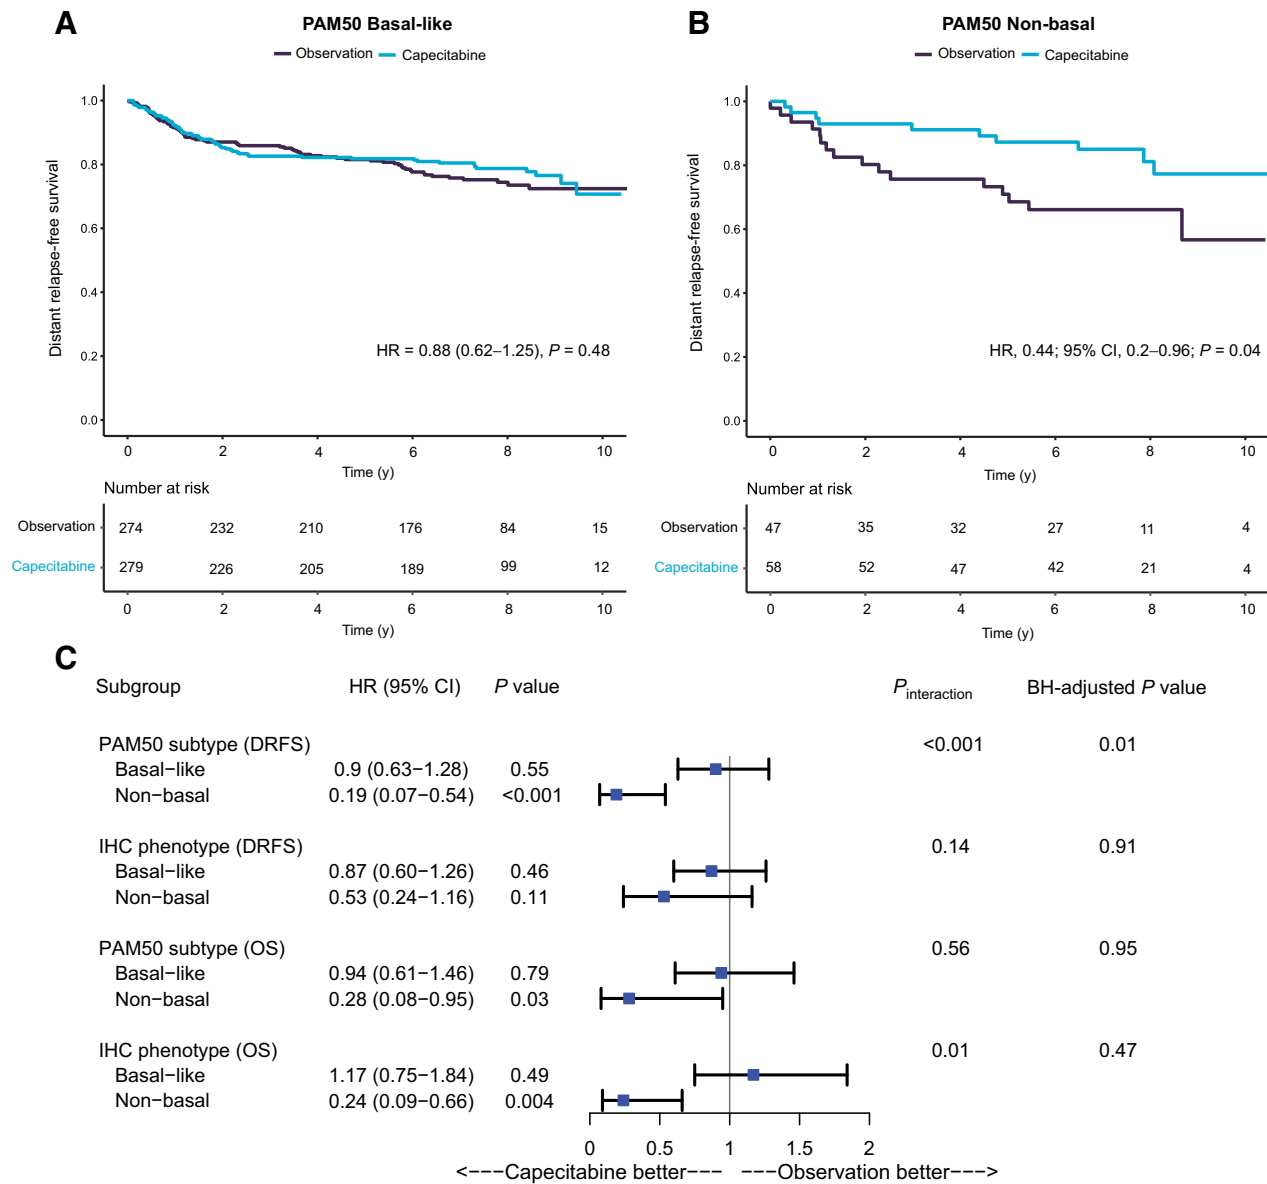 A
PAM50 Basal-like
Observation Capecitabine
Distant relapse-free survival
1.0
0.8
0.6
0.4
0.2
0.0
HR = 0.88 (0.62–1.25), P = 0.48
0 2 4 6 8 10
Time (y)
Number at risk
Observation 274 232 210 176 84 15
Capecitabine 279 226 205 189 99 12
0 2 4 6 8 10
Time (y)
B
PAM50 Non-basal
Observation Capecitabine
Distant relapse-free survival
1.0
0.8
0.6
0.4
0.2
0.0
HR, 0.44; 95% CI, 0.2–0.96; P = 0.04
0 2 4 6 8 10
Time (y)
Number at risk
Observation 47 35 32 27 11 4
Capecitabine 58 52 47 42 21 4
0 2 4 6 8 10
Time (y)
C
Subgroup HR (95% CI) P value Pinteraction BH-adjusted P value
PAM50 subtype (DRFS) <0.001 0.01
Basal−like 0.9 (0.63−1.28) 0.55
Non−basal 0.19 (0.07−0.54) <0.001
IHC phenotype (DRFS) 0.14 0.91
Basal−like 0.87 (0.60−1.26) 0.46
Non−basal 0.53 (0.24−1.16) 0.11
PAM50 subtype (OS) 0.56 0.95
Basal−like 0.94 (0.61−1.46) 0.79
Non−basal 0.28 (0.08−0.95) 0.03
IHC phenotype (OS) 0.01 0.47
Basal−like 1.17 (0.75−1.84) 0.49
Non−basal 0.24 (0.09−0.66) 0.004
0 0.5 1 1.5 2
<−−−Capecitabine better−−− −−−Observation better−−−>